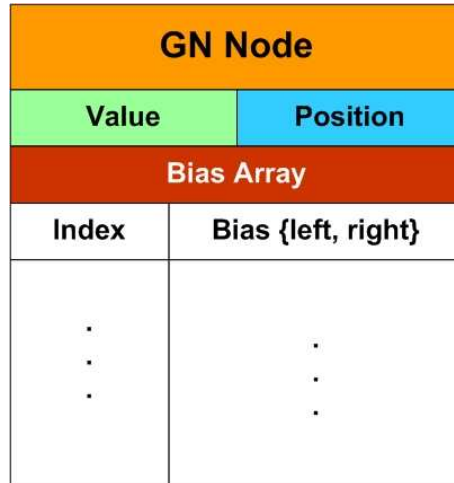 GN Node
Value Position
Bias Array
Index Bias {left, right}
. .
. .
. .